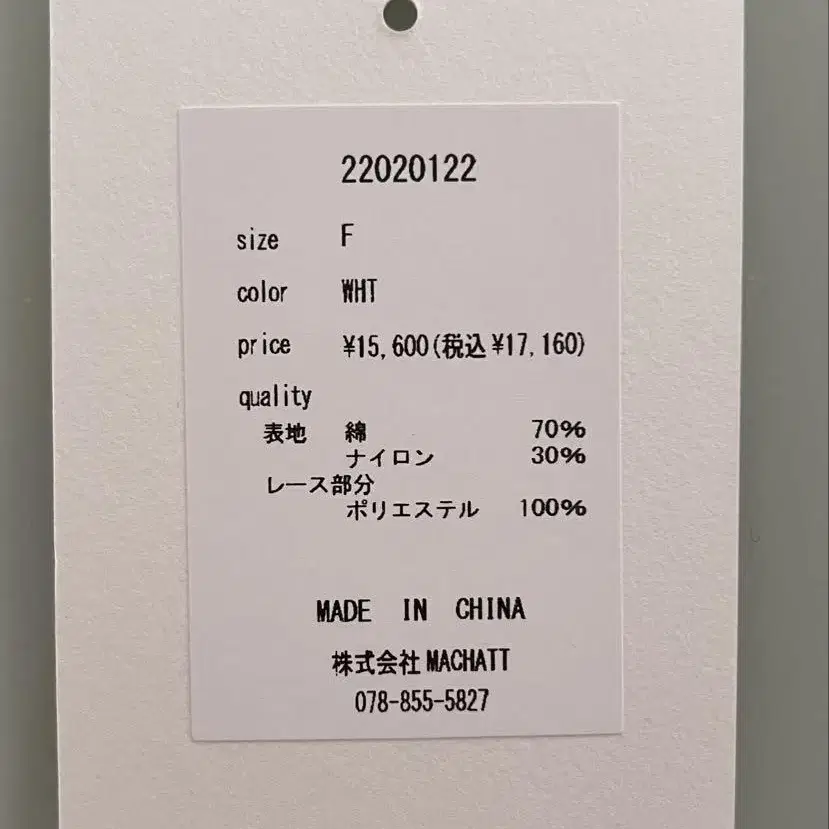 22020122
size F
color WHT
price ¥15,600(税込¥17,160)
quality
表地 綿 70%
ナイロン 30%
レース部分
ポリエステル 100%
MADE IN CHINA
株式会社MACHATT
078-855-5827